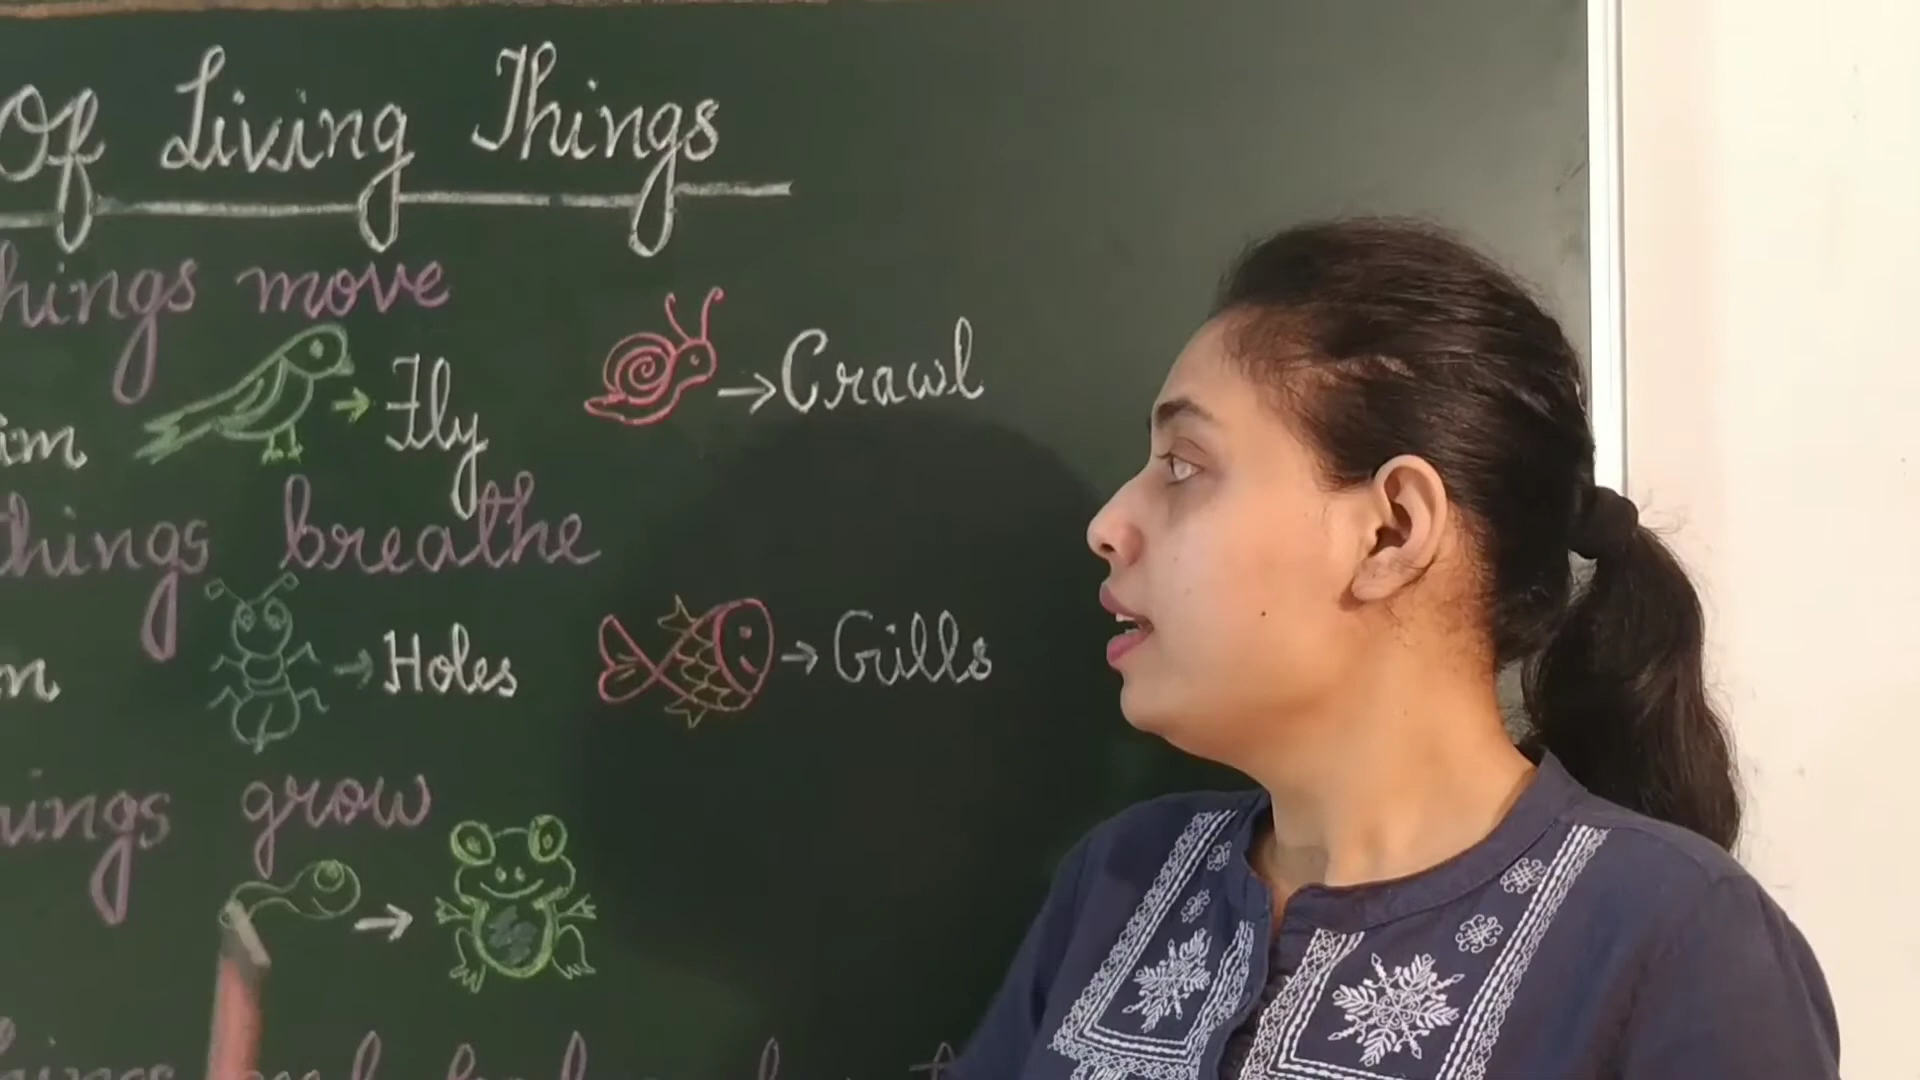 Of Living Things
hings move
im Fly Crawl
things breathe
n Holes Gills
ings grow